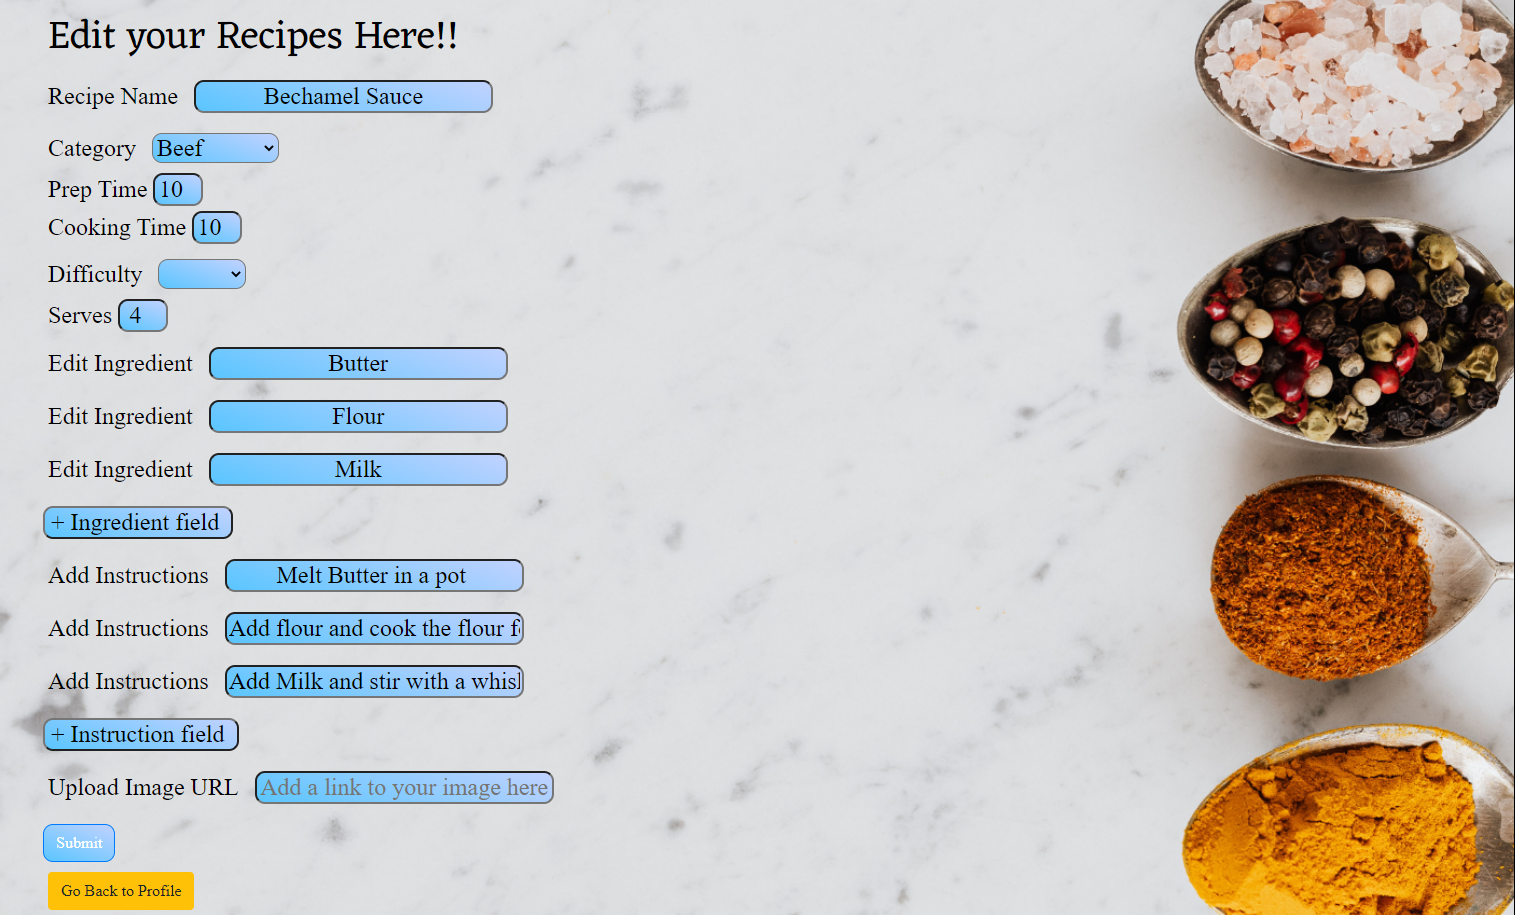 Edit your Recipes Here!!
Recipe Name Bechamel Sauce
Category Beef
Prep Time 10
Cooking Time 10
Difficulty
Serves 4
Edit Ingredient Butter
Edit Ingredient Flour
Edit Ingredient Milk
+ Ingredient field
Add Instructions Melt Butter in a pot
Add Instructions Add flour and cook the flour
Add Instructions Add Milk and stir with a
+ Instruction field
Upload Image URL Add a link to your image here
Submit
Go Back to Profile